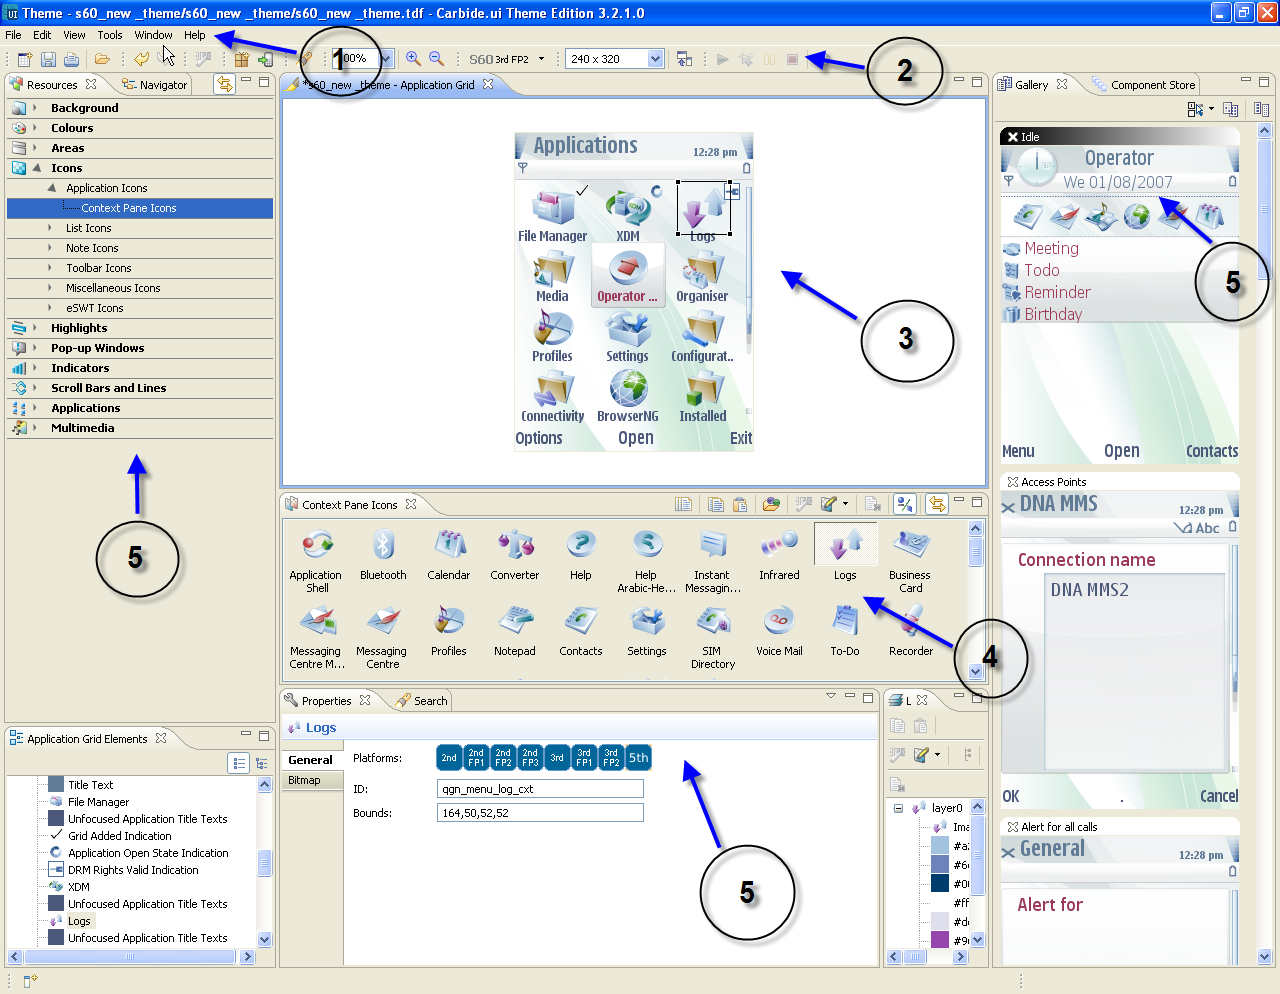 Theme - s60_new _theme/s60_new _theme/s60_new _theme.tdf - Carbide.ui Theme Edition 3.2.1.0
File Edit View Tools Window Help
1
00%
S60 3rd FP2
240 x 320
2
Resources
Navigator
*s60_new _theme - Application Grid
Gallery
Component Store
Background
Colours
Areas
Icons
Application Icons
Context Pane Icons
List Icons
Note Icons
Toolbar Icons
Miscellaneous Icons
eSWT Icons
Highlights
Pop-up Windows
Indicators
Scroll Bars and Lines
Applications
Multimedia
5
Applications
12:28 pm
File Manager XDM Logs
Media Operator ... Organiser
Profiles Settings Configurat..
Connectivity BrowserNG Installed
Options Open Exit
3
Context Pane Icons
Application Shell
Bluetooth
Calendar
Converter
Help
Help Arabic-He...
Instant Messagin...
Infrared
Logs
Business Card
Messaging Centre M...
Messaging Centre
Profiles
Notepad
Contacts
Settings
SIM Directory
Voice Mail
To-Do
Recorder
4
Application Grid Elements
Title Text
File Manager
Unfocused Application Title Texts
Grid Added Indication
Application Open State Indication
DRM Rights Valid Indication
XDM
Unfocused Application Title Texts
Logs
Unfocused Application Title Texts
Properties
Search
Logs
General
Bitmap
Platforms:
2nd
2nd FP1
2nd FP2
2nd FP3
3rd
3rd FP1
3rd FP2
5th
ID:
qgn_menu_log_cxt
Bounds:
164,50,52,52
5
L
layer0
Ima
#a
#6
#0
#ff
#d
#9
Idle
Operator
We 01/08/2007
Meeting
Todo
Reminder
Birthday
5
Menu Open Contacts
Access Points
DNA MMS
12:28 pm
Abc
Connection name
DNA MMS2
OK . Cancel
Alert for all calls
General
12:28 pm
Alert for